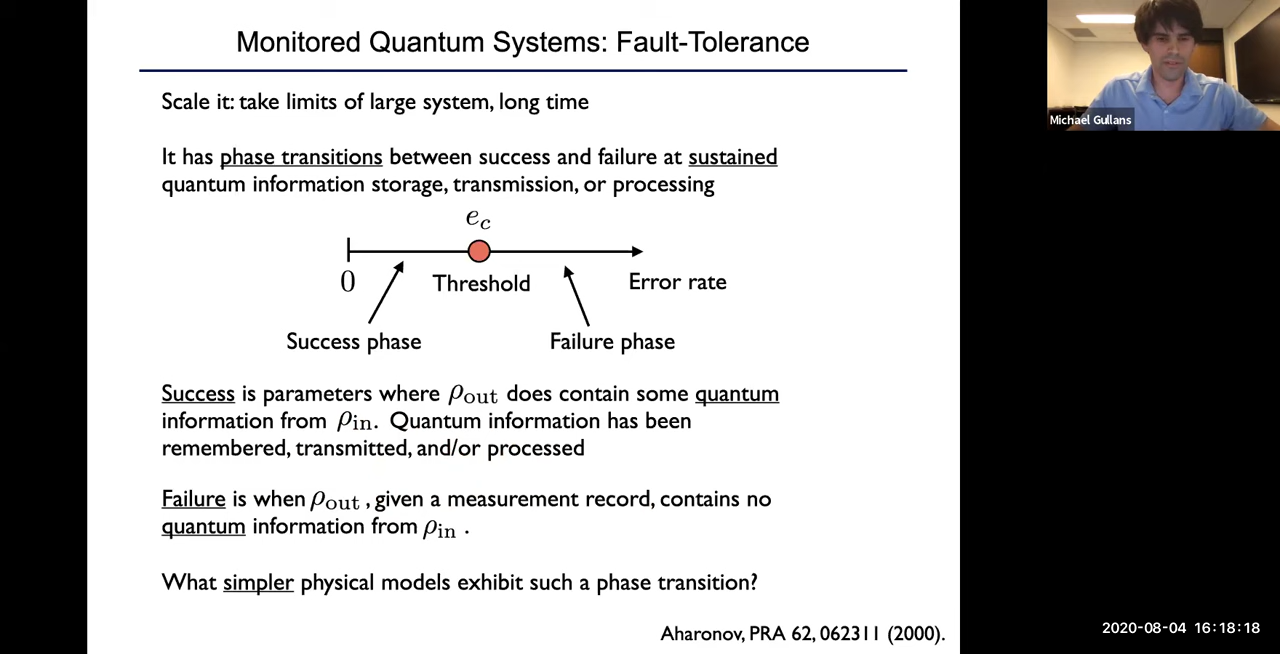 Monitored Quantum Systems: Fault-Tolerance
Scale it: take limits of large system, long time
It has phase transitions between success and failure at sustained
quantum information storage, transmission, or processing
e_c
0
Threshold
Error rate
Success phase
Failure phase
Success is parameters where ρ_out does contain some quantum
information from ρ_in. Quantum information has been
remembered, transmitted, and/or processed
Failure is when ρ_out, given a measurement record, contains no
quantum information from ρ_in.
What simpler physical models exhibit such a phase transition?
Aharonov, PRA 62, 062311 (2000).
Michael Gullans
2020-08-04 16:18:18